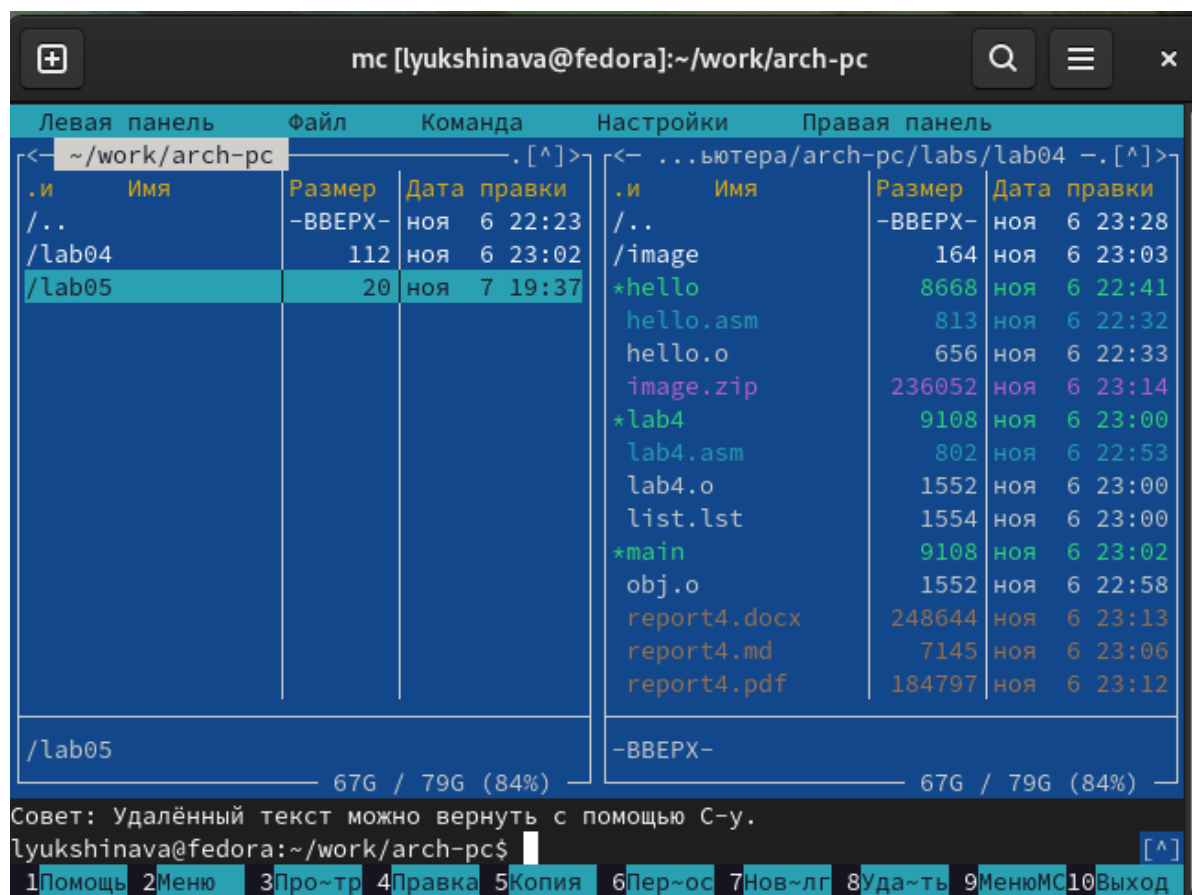 mc [lyukshinava@fedora]:~/work/arch-pc
Левая панель Файл Команда Настройки Правая панель
<─ ~/work/arch-pc ─.[^]>
.и Имя Размер Дата правки
/.. -ВВЕРХ- ноя 6 22:23
/lab04 112 ноя 6 23:02
/lab05 20 ноя 7 19:37
/lab05
67G / 79G (84%)
<─ ...ьютера/arch-pc/labs/lab04 ─.[^]>
.и Имя Размер Дата правки
/.. -ВВЕРХ- ноя 6 23:28
/image 164 ноя 6 23:03
*hello 8668 ноя 6 22:41
hello.asm 813 ноя 6 22:32
hello.o 656 ноя 6 22:33
image.zip 236052 ноя 6 23:14
*lab4 9108 ноя 6 23:00
lab4.asm 802 ноя 6 22:53
lab4.o 1552 ноя 6 23:00
list.lst 1554 ноя 6 23:00
*main 9108 ноя 6 23:02
obj.o 1552 ноя 6 22:58
report4.docx 248644 ноя 6 23:13
report4.md 7145 ноя 6 23:06
report4.pdf 184797 ноя 6 23:12
-ВВЕРХ-
67G / 79G (84%)
Совет: Удалённый текст можно вернуть с помощью C-y.
lyukshinava@fedora:~/work/arch-pc$ [^]
1Помощь 2Меню 3Про~тр 4Правка 5Копия 6Пер~ос 7Нов~лг 8Уда~ть 9МенюMC 10Выход